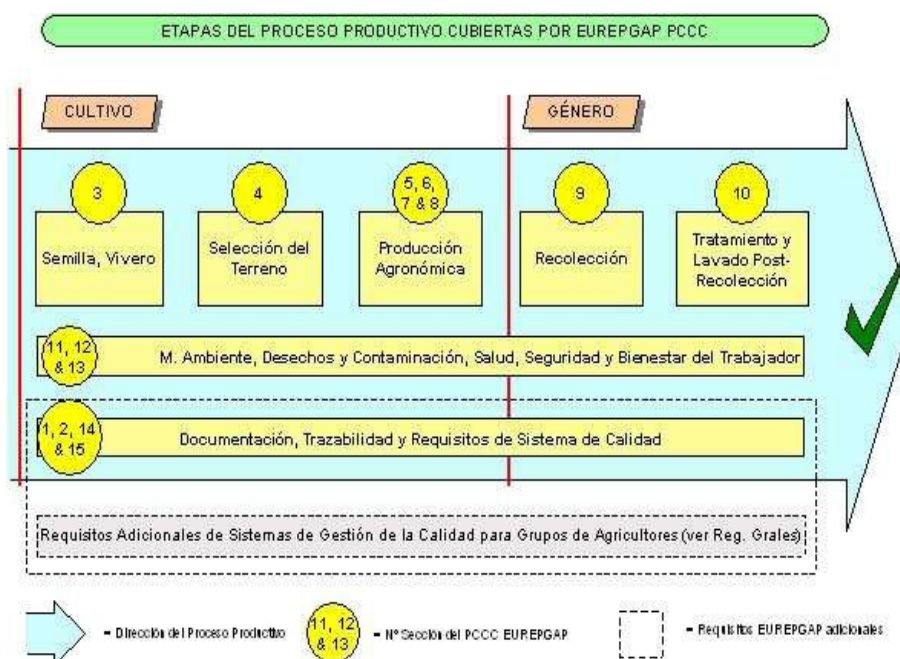 ETAPAS DEL PROCESO PRODUCTIVO CUBIERTAS POR EUREPGAP PCCC
CULTIVO
GÉNERO
3
4
5, 6,
7 & 8
9
10
Semilla, Vivero
Selección del
Terreno
Producción
Agronómica
Recolección
Tratamiento y
Lavado Post-
Recolección
11, 12
& 13
M. Ambiente, Desechos y Contaminación, Salud, Seguridad y Bienestar del Trabajador
1, 2, 14
& 15
Documentación, Trazabilidad y Requisitos de Sistema de Calidad
Requisitos Adicionales de Sistemas de Gestión de la Calidad para Grupos de Agricultores (ver Reg. Grales)
= Dirección del Proceso Productivo
11, 12
& 13
= Nº Sección del PCCC EUREPGAP
= Requisitos EUREPGAP adicionales